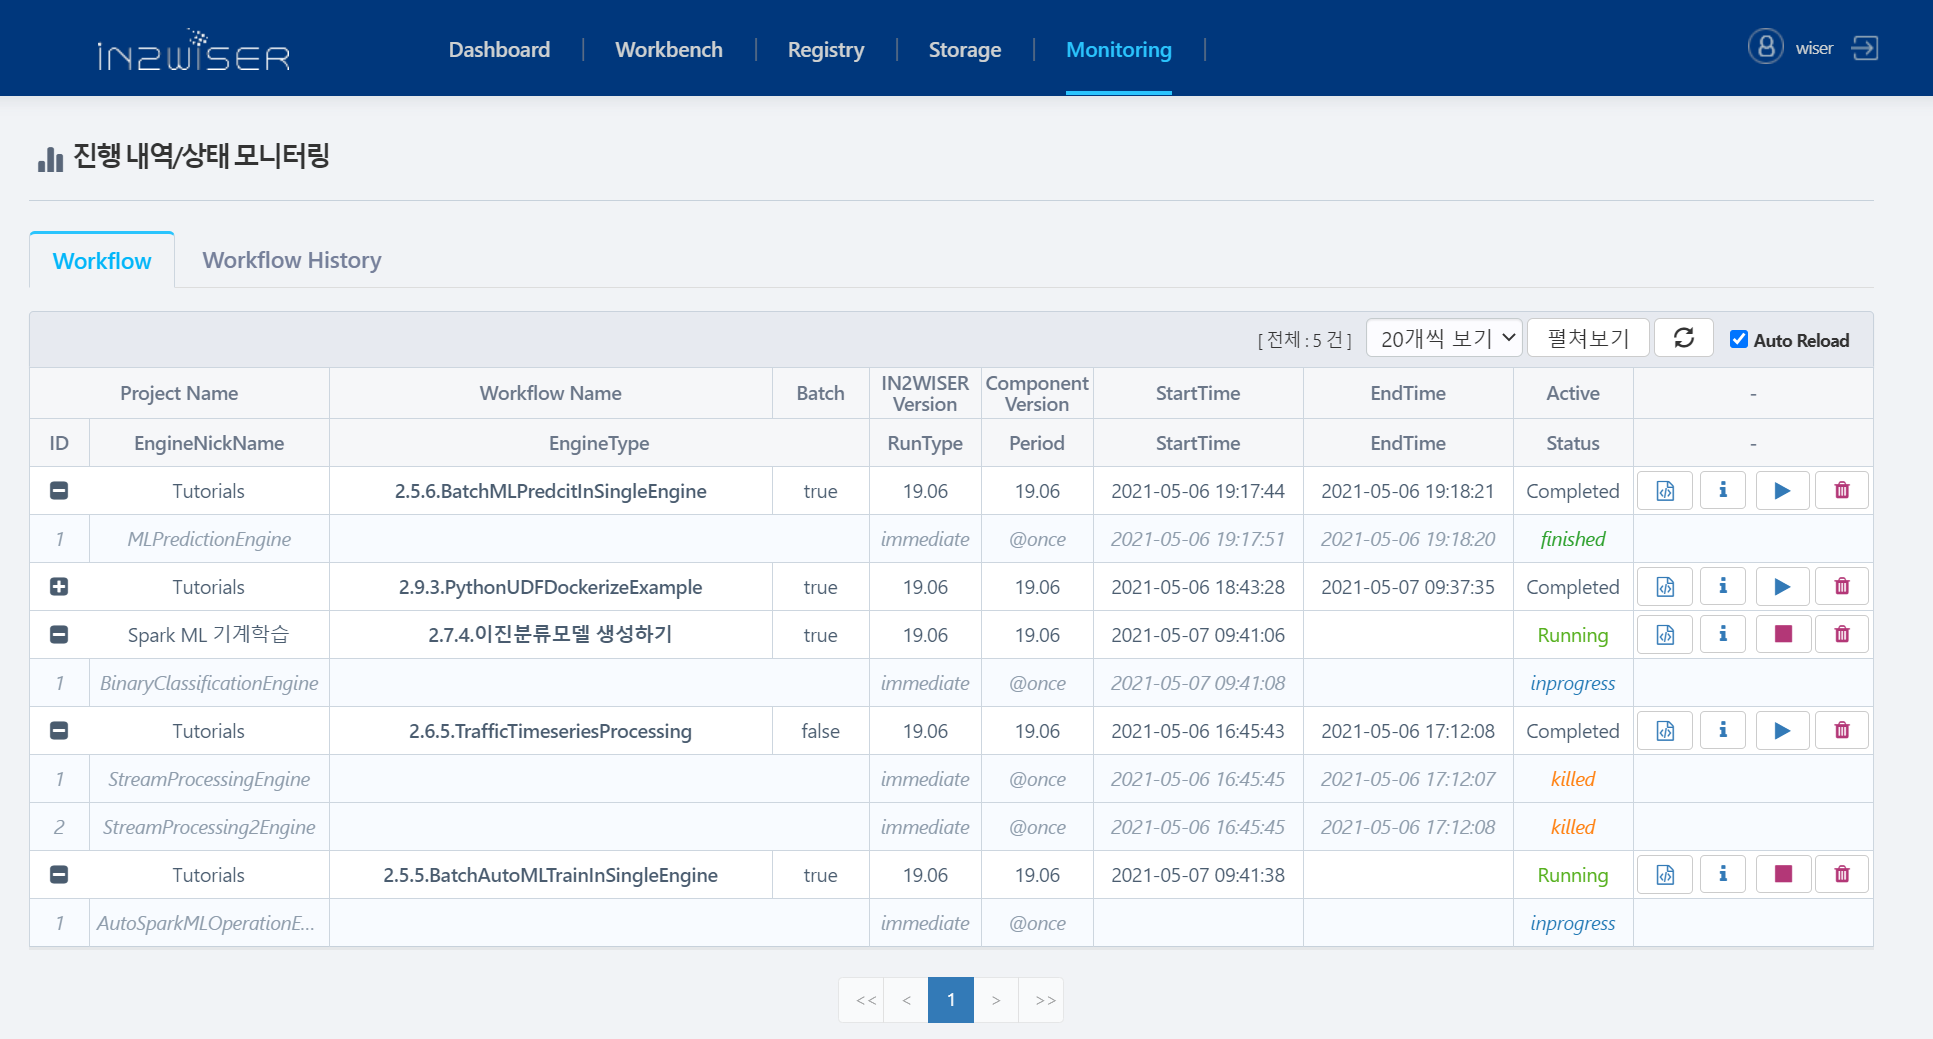 IN2WISER
Dashboard Workbench Registry Storage Monitoring wiser
진행 내역/상태 모니터링
Workflow Workflow History
[ 전체 : 5 건 ] 20개씩 보기 펼쳐보기 Auto Reload
Project Name Workflow Name Batch IN2WISER Version Component Version StartTime EndTime Active -
ID EngineNickName EngineType RunType Period StartTime EndTime Status -
Tutorials 2.5.6.BatchMLPredcitInSingleEngine true 19.06 19.06 2021-05-06 19:17:44 2021-05-06 19:18:21 Completed
1 MLPredictionEngine immediate @once 2021-05-06 19:17:51 2021-05-06 19:18:20 finished
Tutorials 2.9.3.PythonUDFDockerizeExample true 19.06 19.06 2021-05-06 18:43:28 2021-05-07 09:37:35 Completed
Spark ML 기계학습 2.7.4.이진분류모델 생성하기 true 19.06 19.06 2021-05-07 09:41:06 Running
1 BinaryClassificationEngine immediate @once 2021-05-07 09:41:08 inprogress
Tutorials 2.6.5.TrafficTimeseriesProcessing false 19.06 19.06 2021-05-06 16:45:43 2021-05-06 17:12:08 Completed
1 StreamProcessingEngine immediate @once 2021-05-06 16:45:45 2021-05-06 17:12:07 killed
2 StreamProcessing2Engine immediate @once 2021-05-06 16:45:45 2021-05-06 17:12:08 killed
Tutorials 2.5.5.BatchAutoMLTrainInSingleEngine true 19.06 19.06 2021-05-07 09:41:38 Running
1 AutoSparkMLOperationE... immediate @once inprogress
<< < 1 > >>